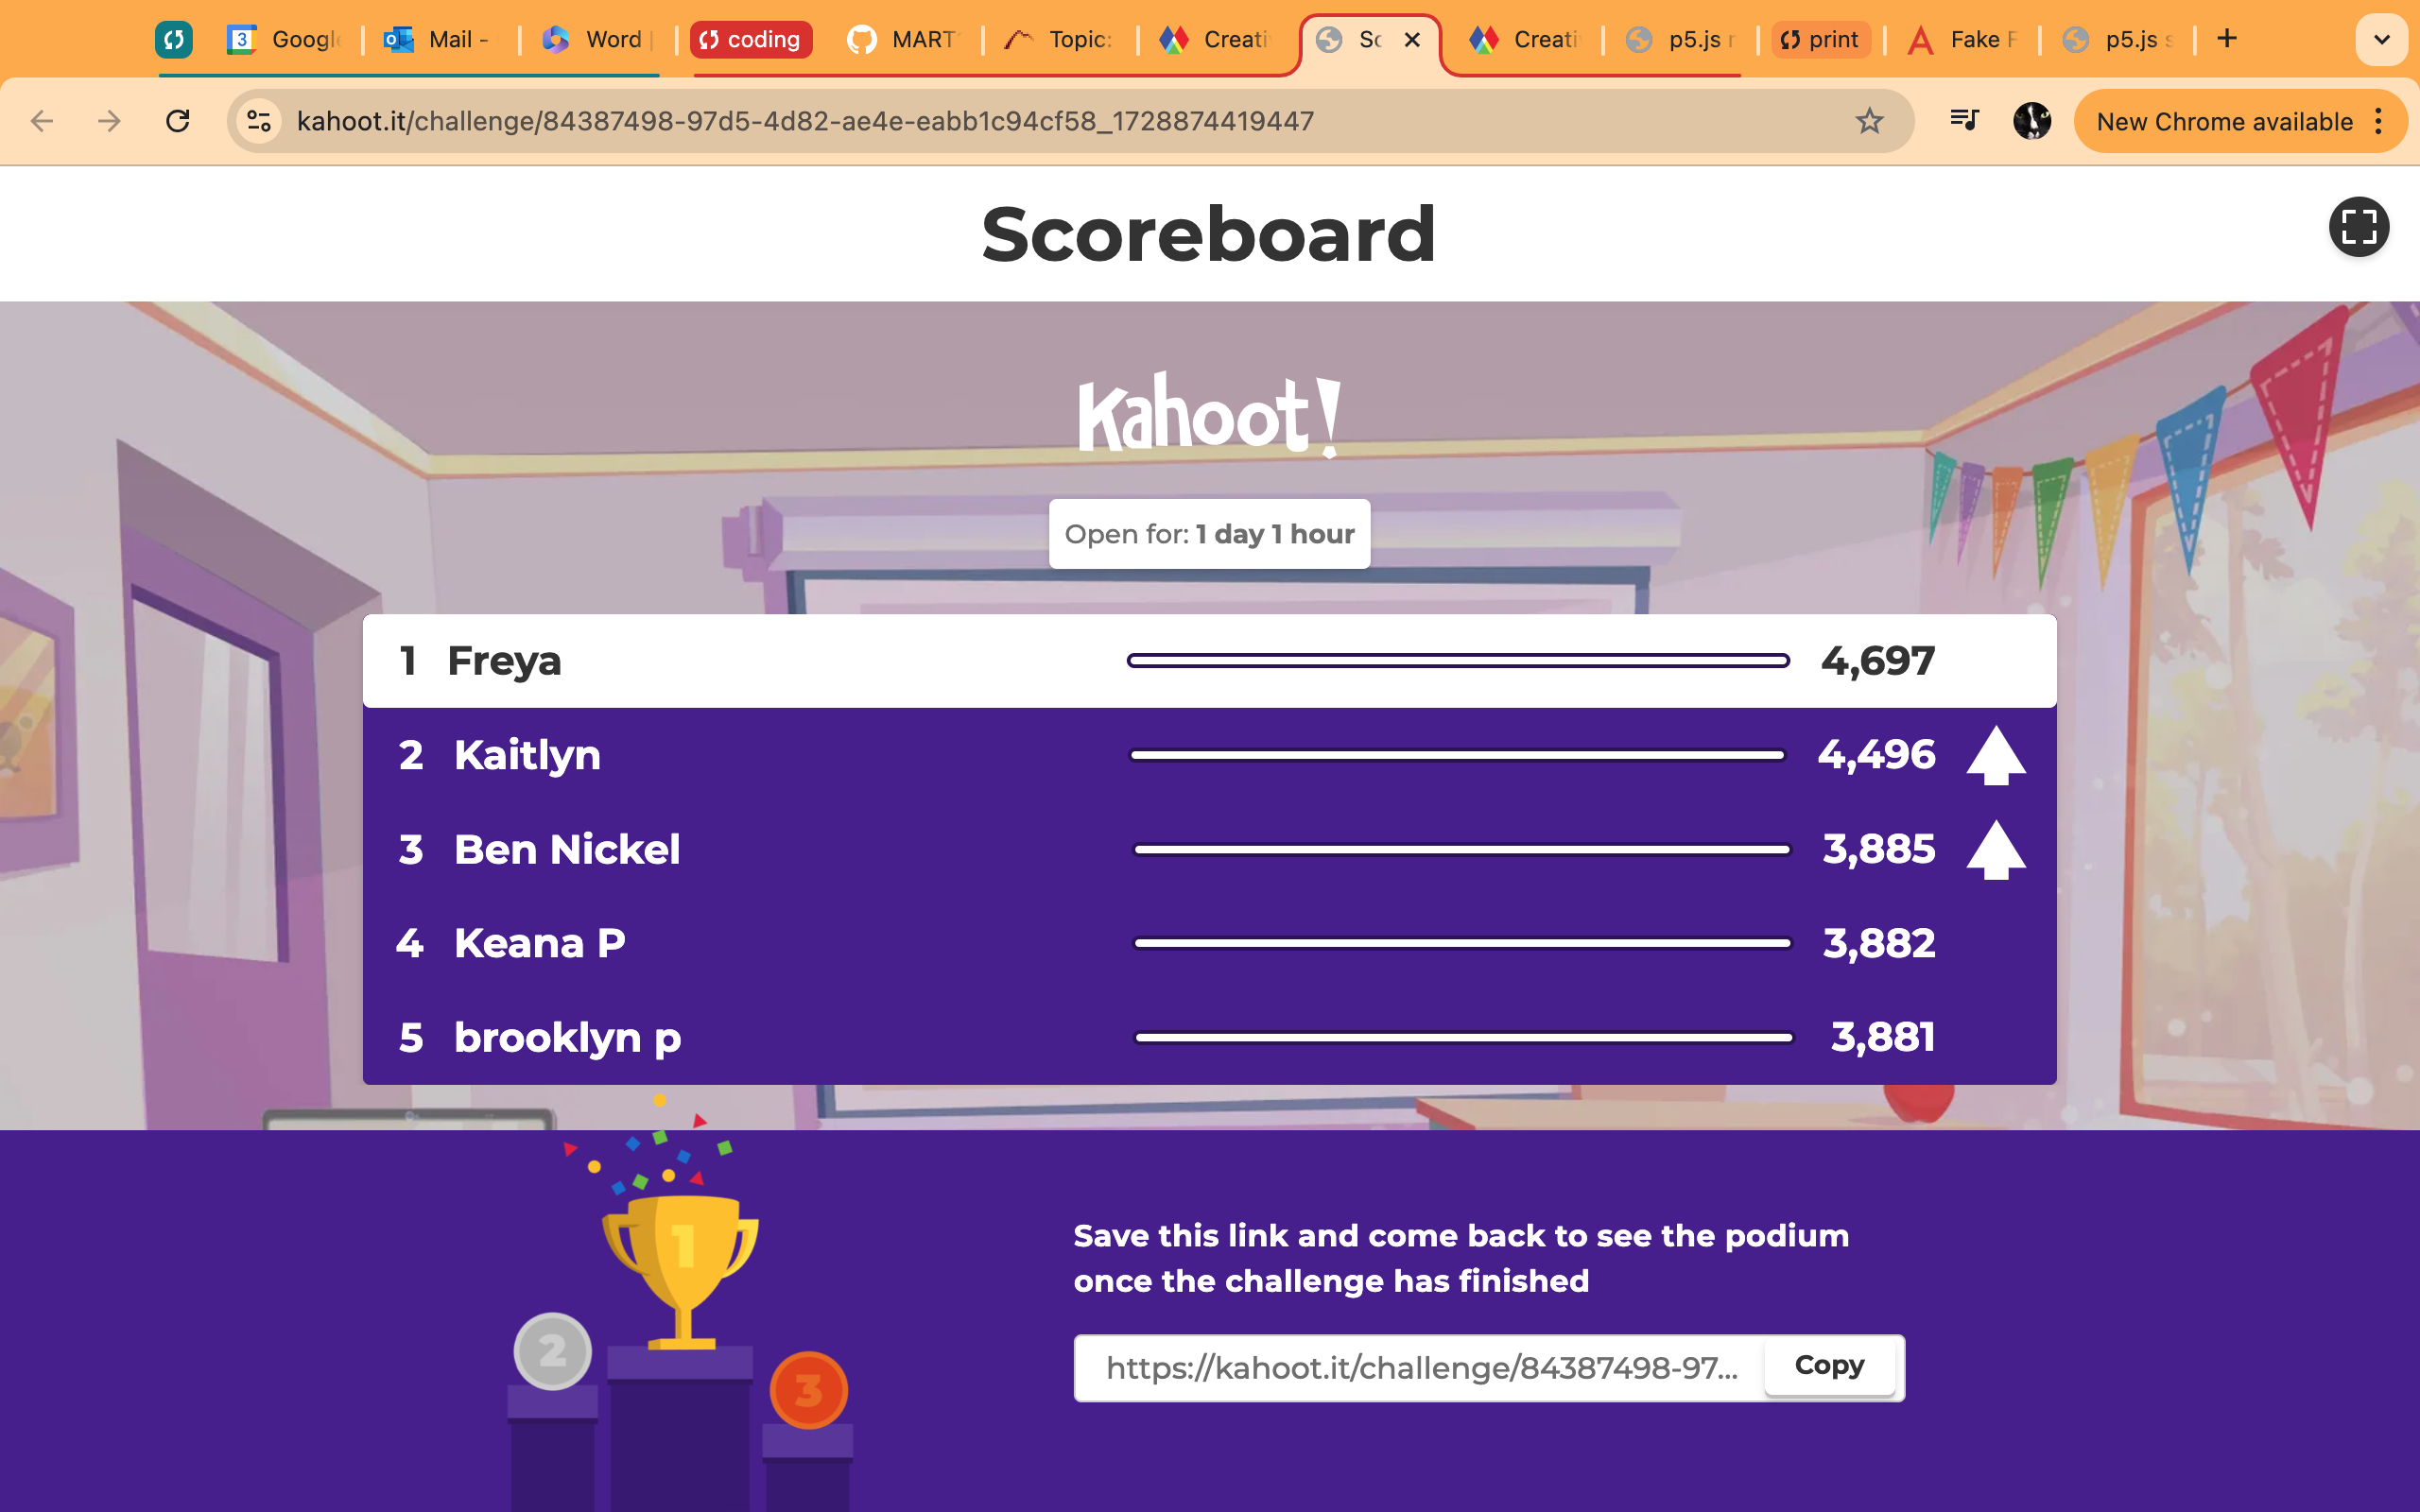 3 Googl Mail - Word coding MART Topic: Creati Sc Creati p5.js r print Fake F p5.js s
kahoot.it/challenge/84387498-97d5-4d82-ae4e-eabb1c94cf58_1728874419447 New Chrome available
Scoreboard
Kahoot!
Open for: 1 day 1 hour
1 Freya 4,697
2 Kaitlyn 4,496
3 Ben Nickel 3,885
4 Keana P 3,882
5 brooklyn p 3,881
1
2
3
Save this link and come back to see the podium
once the challenge has finished
https://kahoot.it/challenge/84387498-97... Copy